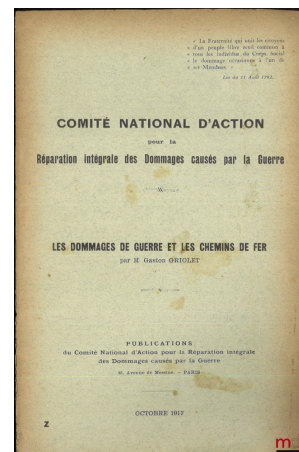 « La Fraternité qui unit les citoyens
« d'un peuple libre rend commun à
« tous les individus du Corps Social
« le dommage occasionné à l'un de
« ses Membres. »
Loi du 11 Août 1792.
COMITÉ NATIONAL D'ACTION
pour la
Réparation intégrale des Dommages causés par la Guerre
LES DOMMAGES DE GUERRE ET LES CHEMINS DE FER
par M Gaston GRIOLET
PUBLICATIONS
du Comité National d'Action pour la Réparation intégrale
des Dommages causés par la Guerre
Avenue de Messine — PARIS
OCTOBRE 1917
Z
m